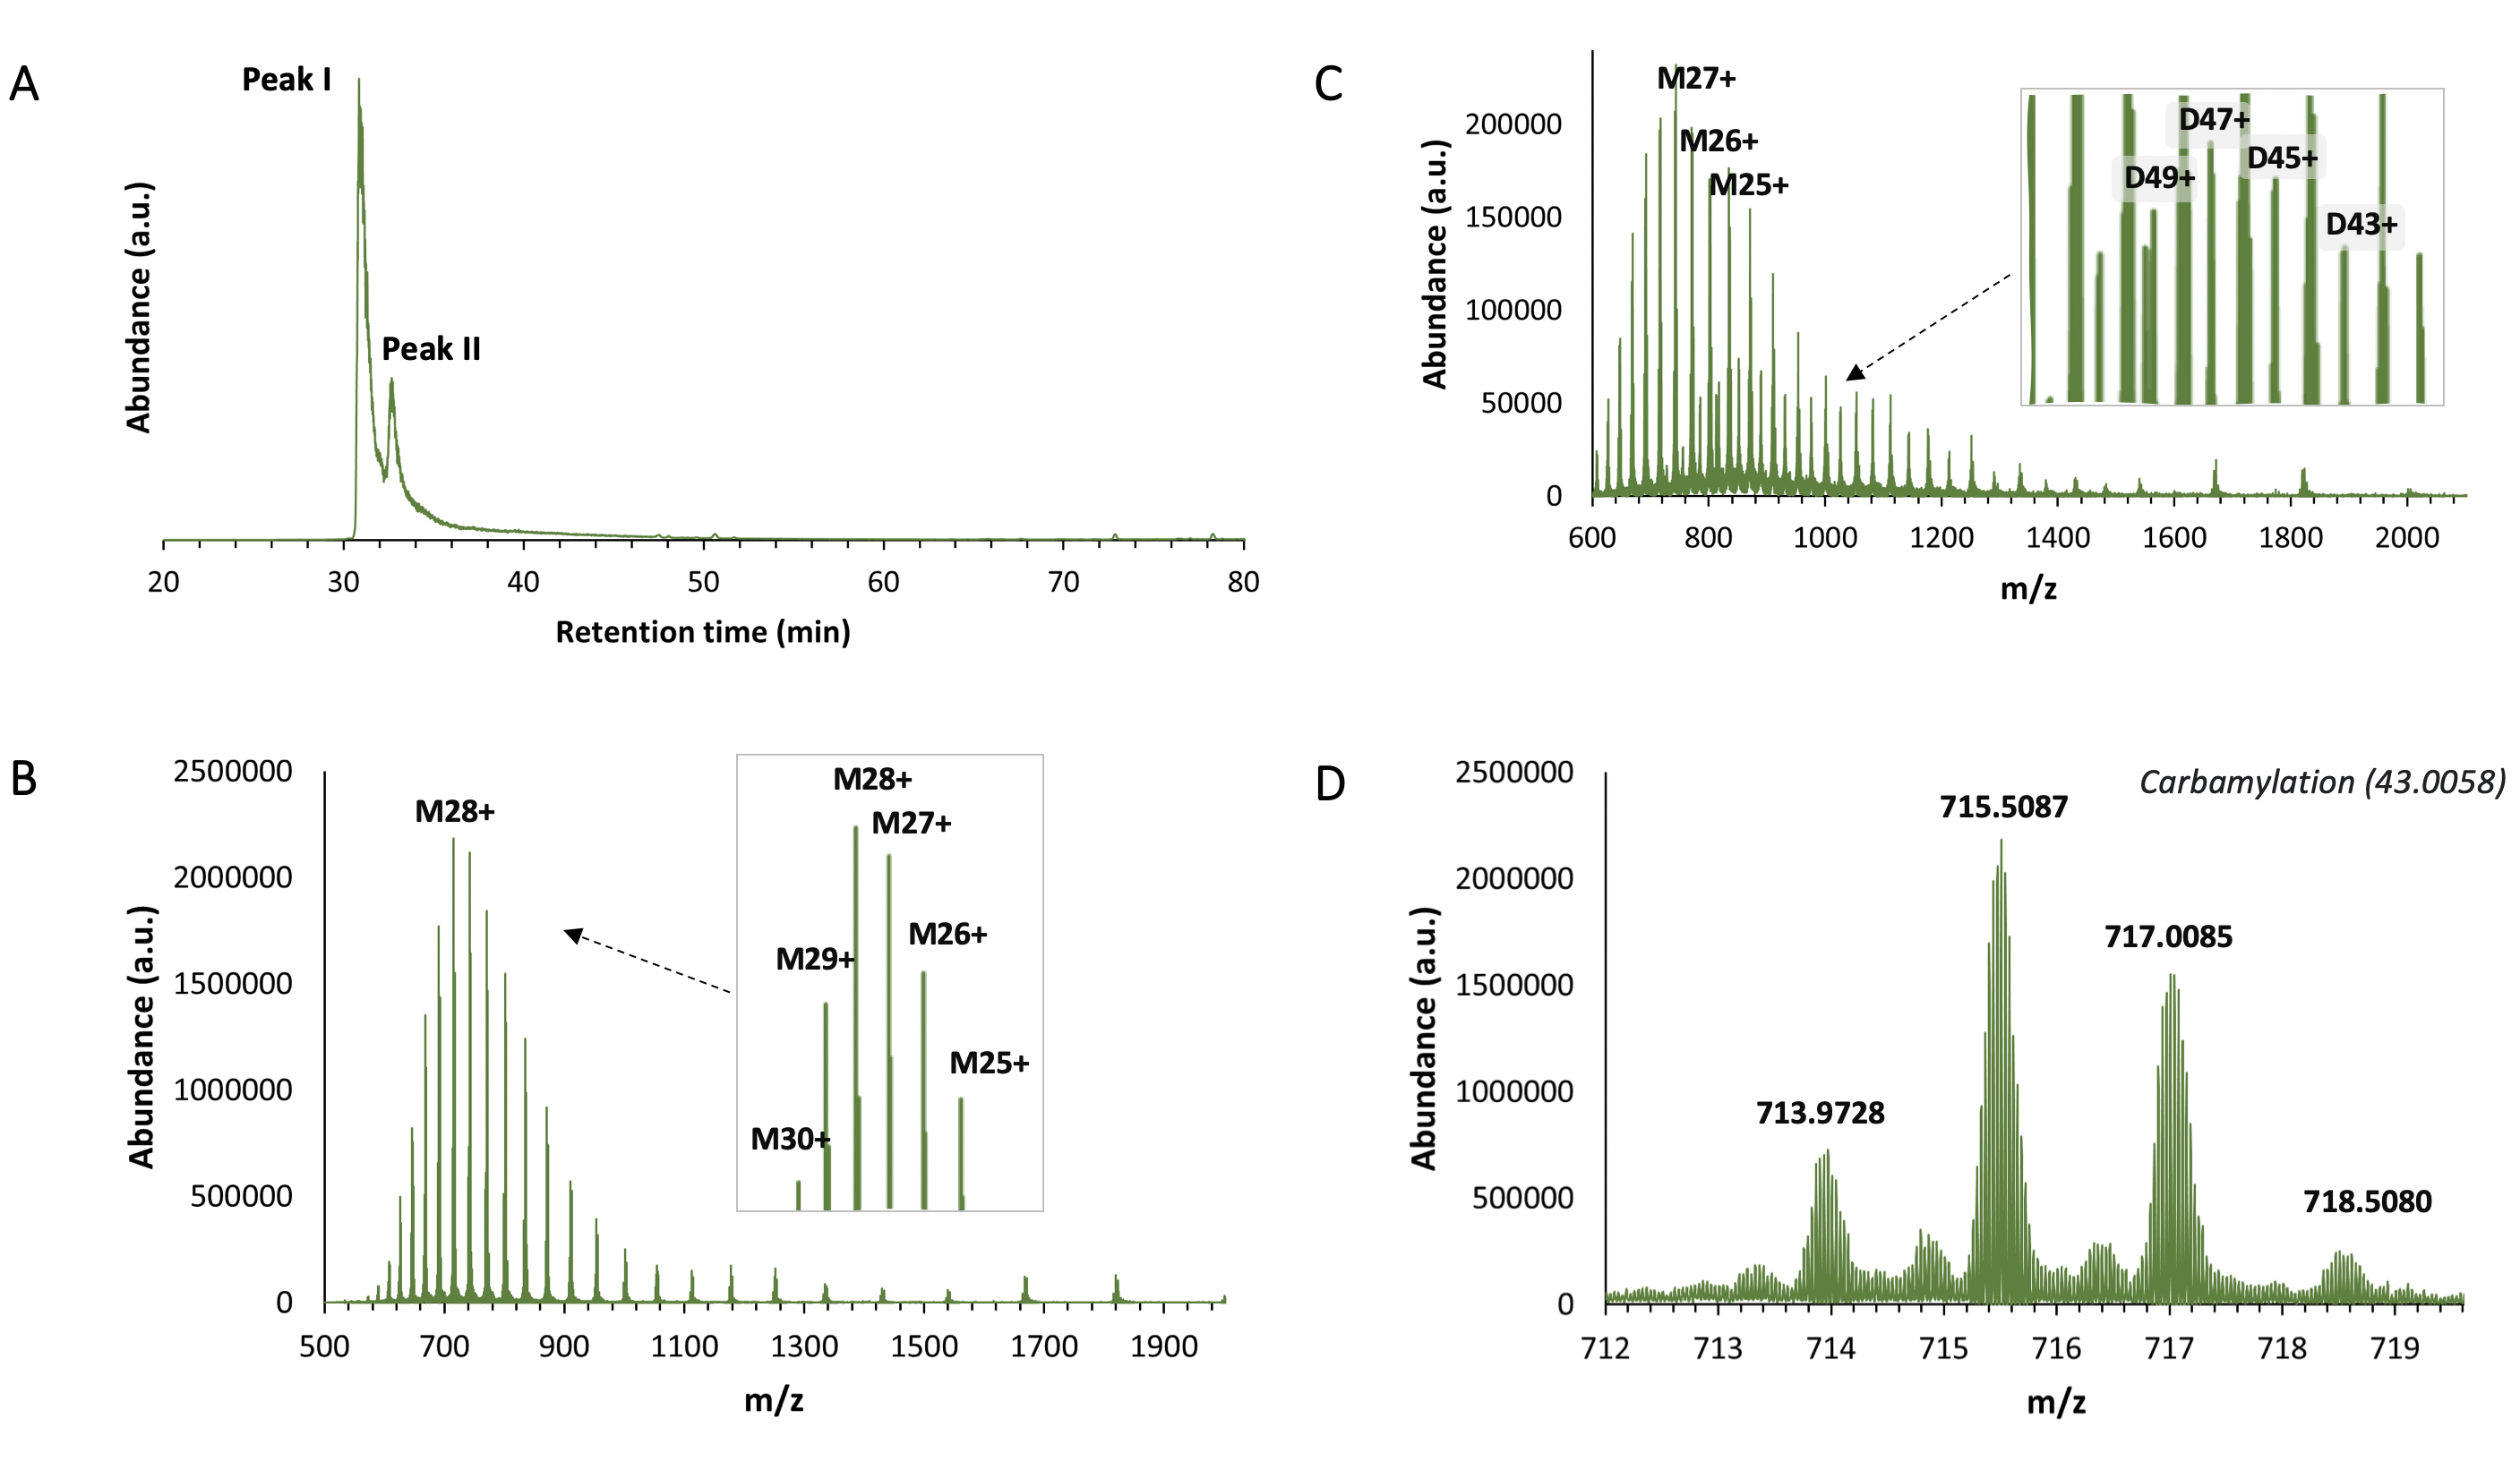 A
Peak I
Peak II
Abundance (a.u.)
20 30 40 50 60 70 80
Retention time (min)
B
2500000
2000000
1500000
1000000
500000
0
Abundance (a.u.)
M28+
M28+
M27+
M26+
M29+
M25+
M30+
500 700 900 1100 1300 1500 1700 1900
m/z
C
200000
150000
100000
50000
0
Abundance (a.u.)
M27+
M26+
M25+
D47+
D45+
D49+
D43+
600 800 1000 1200 1400 1600 1800 2000
m/z
D
Carbamylation (43.0058)
2500000
2000000
1500000
1000000
500000
0
Abundance (a.u.)
715.5087
717.0085
713.9728
718.5080
712 713 714 715 716 717 718 719
m/z